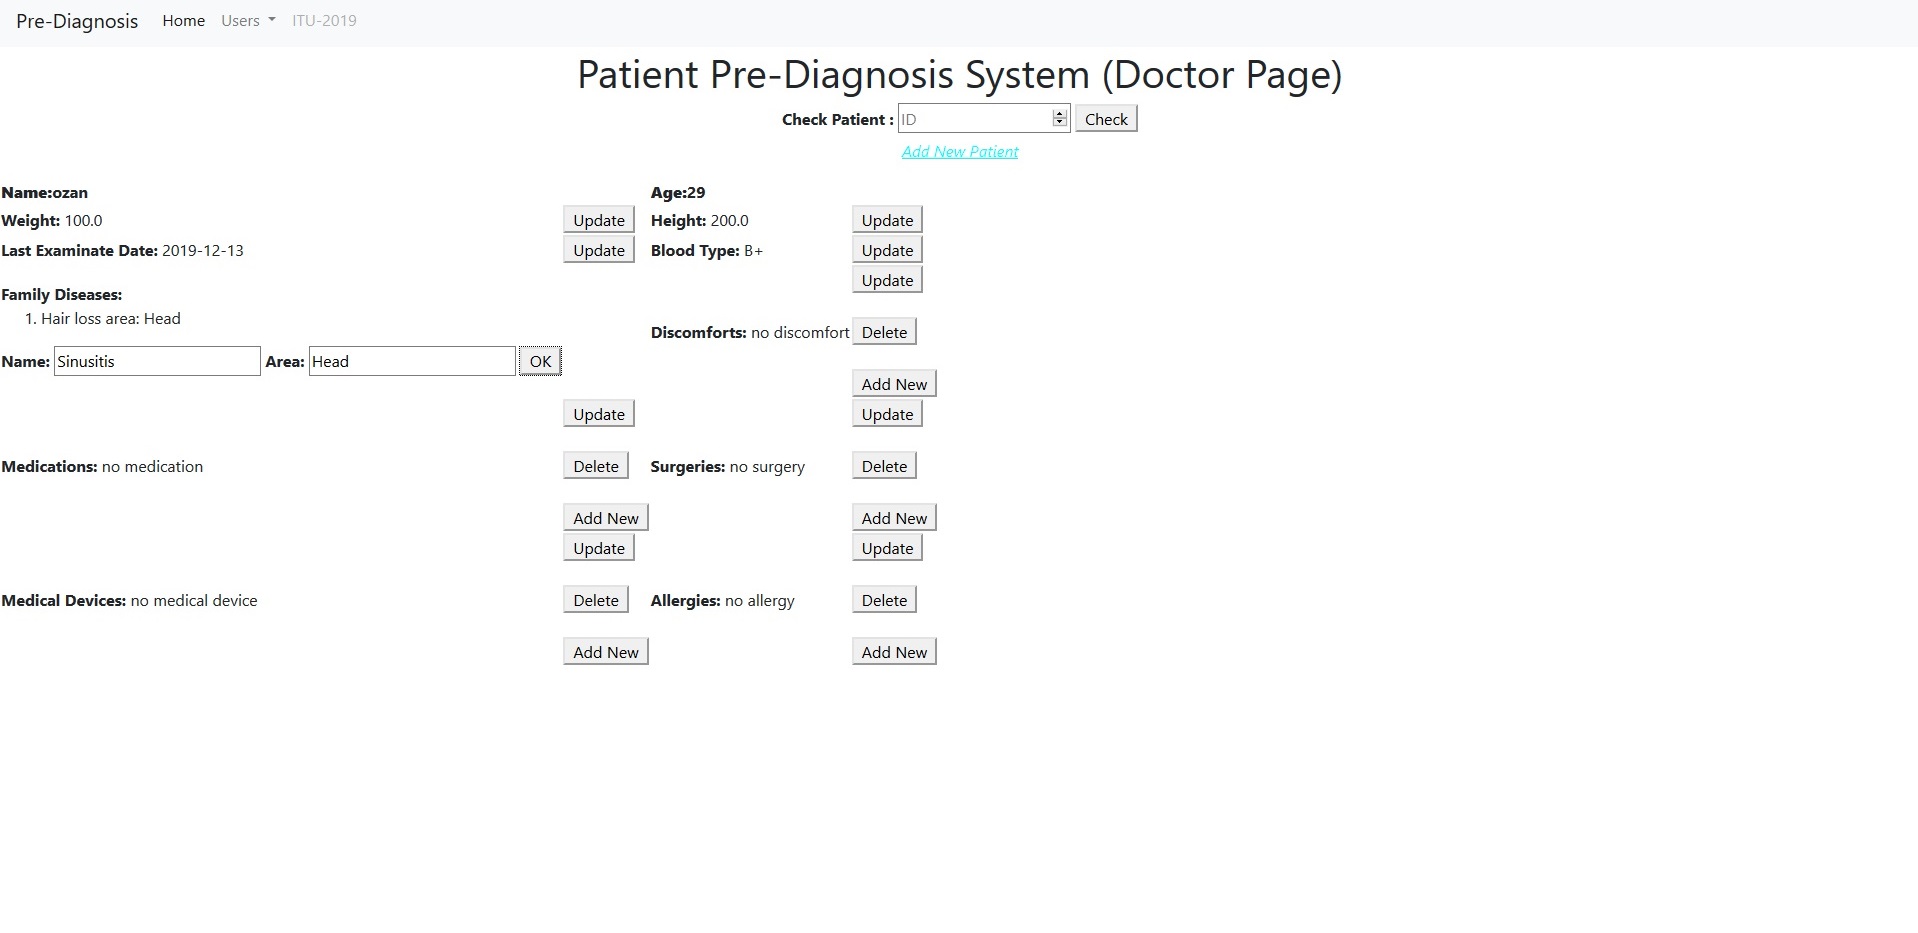 Pre-Diagnosis Home Users ITU-2019
Patient Pre-Diagnosis System (Doctor Page)
Check Patient : ID Check
Add New Patient
Name:ozan Age:29
Weight: 100.0 Update Height: 200.0 Update
Last Examinate Date: 2019-12-13 Update Blood Type: B+ Update
Update
Family Diseases:
1. Hair loss area: Head
Discomforts: no discomfort Delete
Name: Sinusitis Area: Head OK
Add New
Update Update
Medications: no medication Delete Surgeries: no surgery Delete
Add New Add New
Update Update
Medical Devices: no medical device Delete Allergies: no allergy Delete
Add New Add New